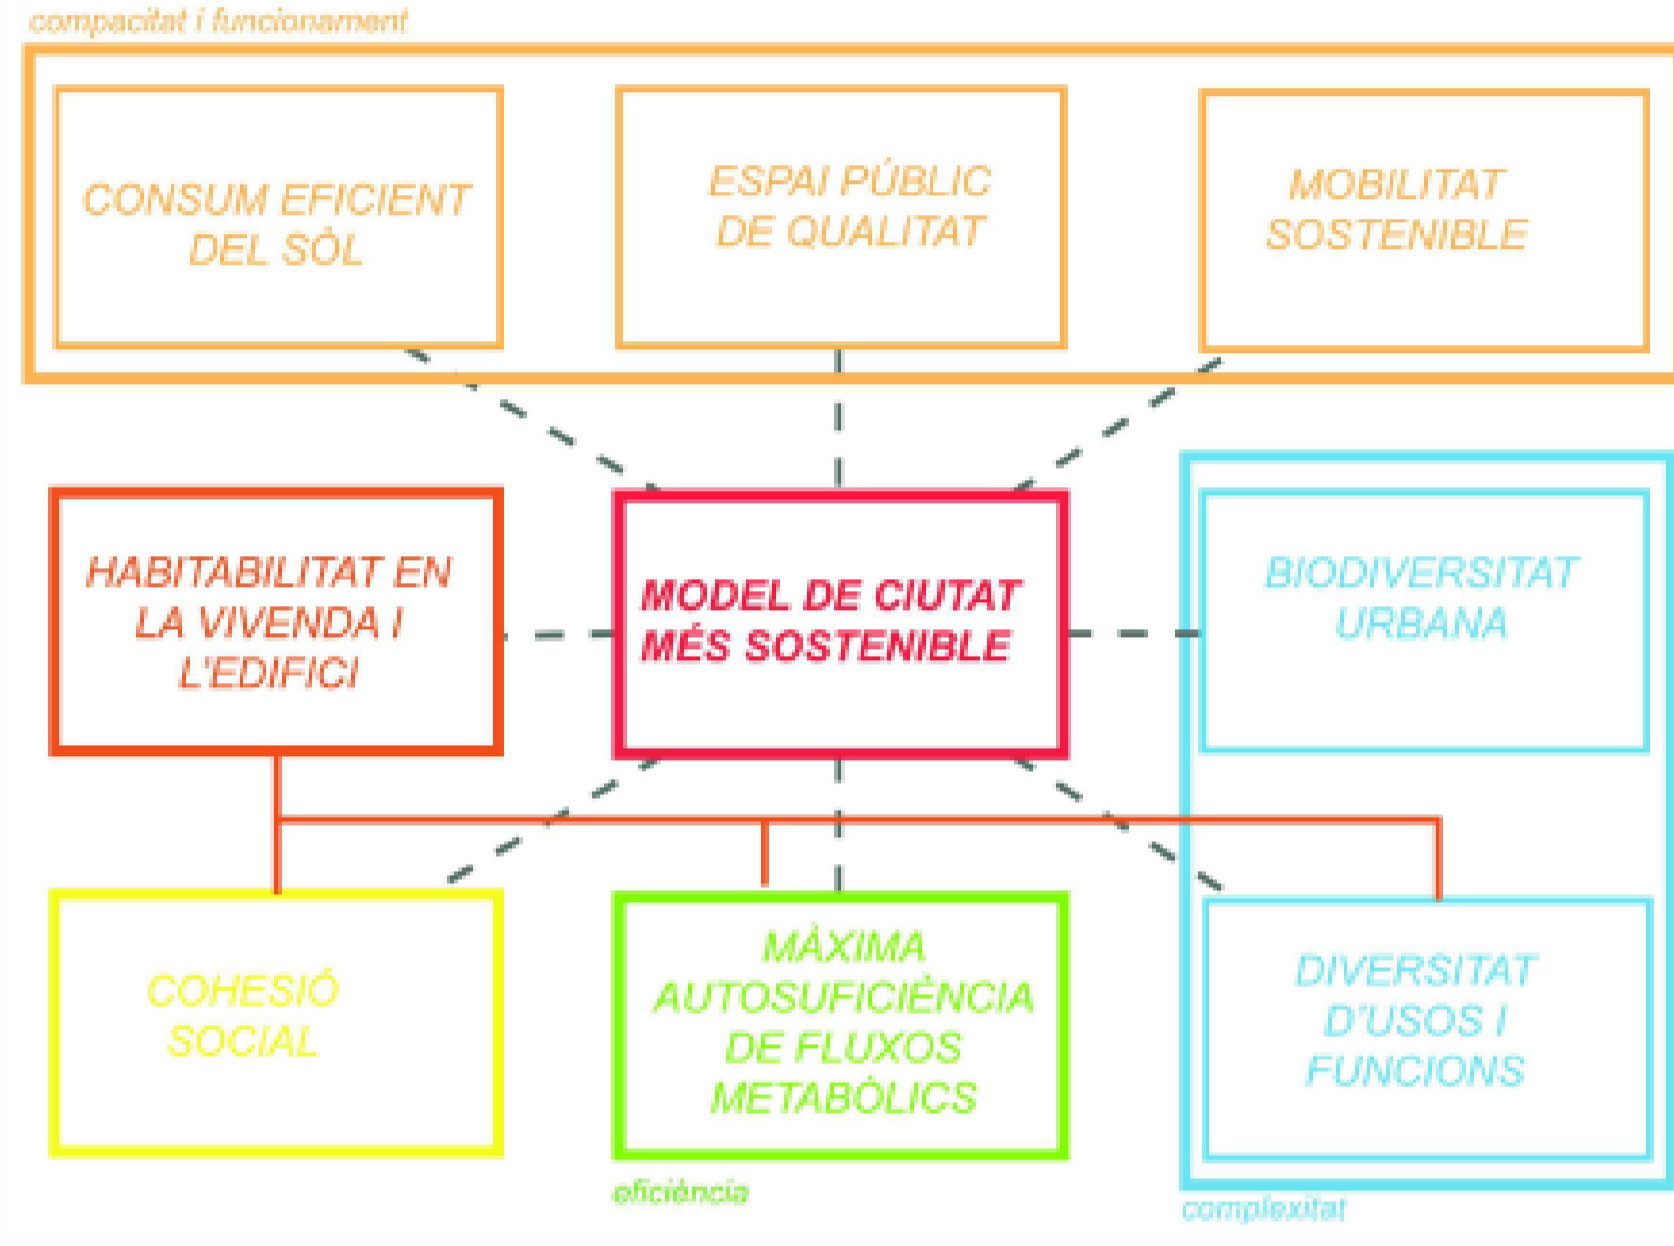 compacitat i funcionament
CONSUM EFICIENT
DEL SÒL
ESPAI PÚBLIC
DE QUALITAT
MOBILITAT
SOSTENIBLE
HABITABILITAT EN
LA VIVENDA I
L'EDIFICI
MODEL DE CIUTAT
MÉS SOSTENIBLE
BIODIVERSITAT
URBANA
COHESIÓ
SOCIAL
MÀXIMA
AUTOSUFICIÈNCIA
DE FLUXOS
METABÒLICS
DIVERSITAT
D'USOS I
FUNCIONS
eficiència
complexitat